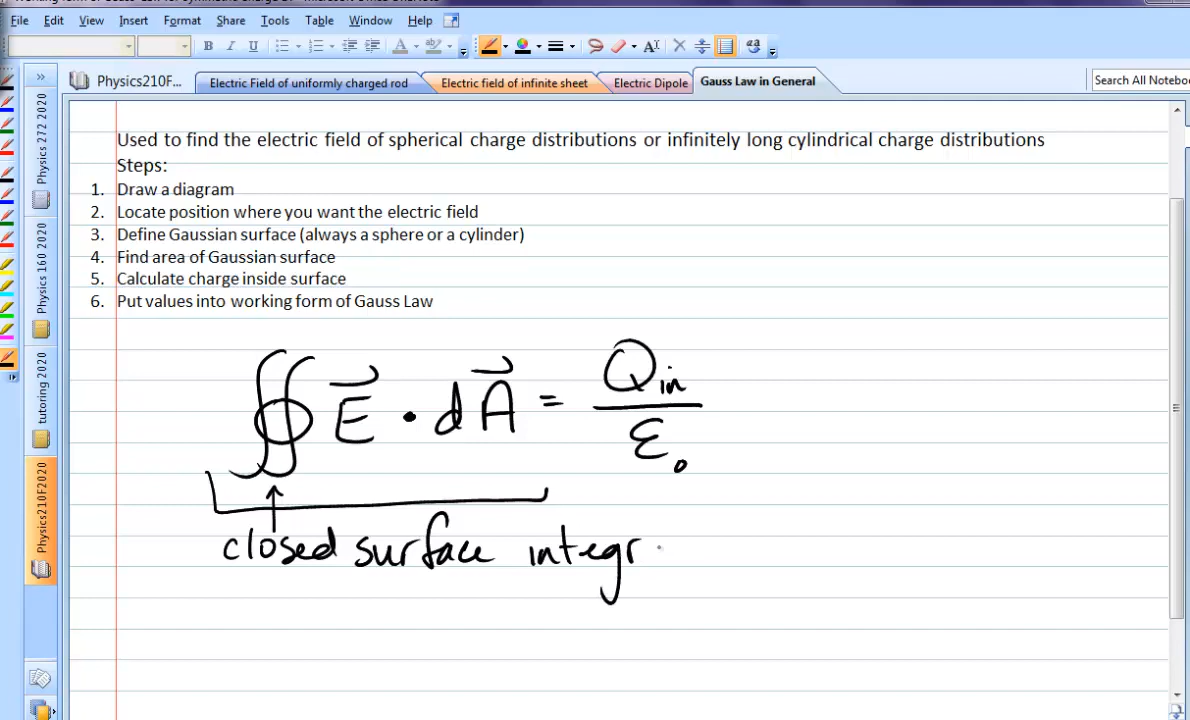 File Edit View Insert Format Share Tools Table Window Help
Physics210F... Electric Field of uniformly charged rod Electric field of infinite sheet Electric Dipole Gauss Law in General Search All Notebo
Physics 272 2020
Physics 160 2020
tutoring 2020
Physics210F2020
Used to find the electric field of spherical charge distributions or infinitely long cylindrical charge distributions
Steps:
1. Draw a diagram
2. Locate position where you want the electric field
3. Define Gaussian surface (always a sphere or a cylinder)
4. Find area of Gaussian surface
5. Calculate charge inside surface
6. Put values into working form of Gauss Law
∯ E⃗ · dA⃗ = Qin / ε₀
closed surface integr